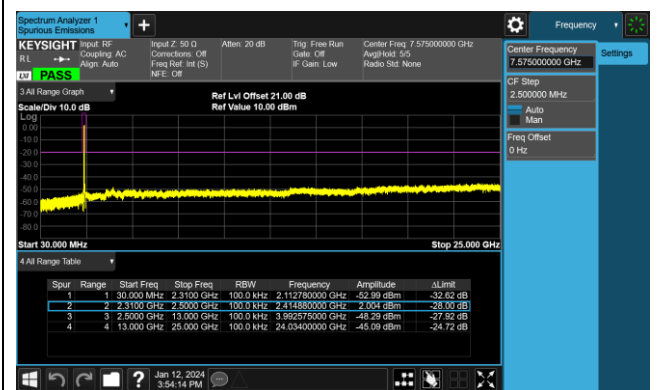 Spectrum Analyzer 1
Spurious Emissions
Frequency
KEYSIGHT Input: RF Input Z: 50 Ω Atten: 20 dB Trig: Free Run Center Freq: 7.575000000 GHz
RL Coupling: AC Corrections: Off Gate: Off Avg|Hold: 5/5
Align: Auto Freq Ref: Int (S) IF Gain: Low Radio Std: None
NFE: Off
LXI PASS
Center Frequency
7.575000000 GHz
Settings
CF Step
2.500000 MHz
Auto
Man
Freq Offset
0 Hz
3 All Range Graph
Ref Lvl Offset 21.00 dB
Scale/Div 10.0 dB Ref Value 10.00 dBm
Log
0.00
-10.0
-20.0
-30.0
-40.0
-50.0
-60.0
-70.0
-80.0
Start 30.000 MHz Stop 25.000 GHz
4 All Range Table
Spur Range Start Freq Stop Freq RBW Frequency Amplitude ΔLimit
1 1 30.000 MHz 2.3100 GHz 100.0 kHz 2.112780000 GHz -52.99 dBm -32.62 dB
2 2 2.3100 GHz 2.5000 GHz 100.0 kHz 2.414880000 GHz 2.004 dBm -28.00 dB
3 3 2.5000 GHz 13.000 GHz 100.0 kHz 3.992575000 GHz -48.29 dBm -27.92 dB
4 4 13.000 GHz 25.000 GHz 100.0 kHz 24.03400000 GHz -45.09 dBm -24.72 dB
Jan 12, 2024
3:54:14 PM